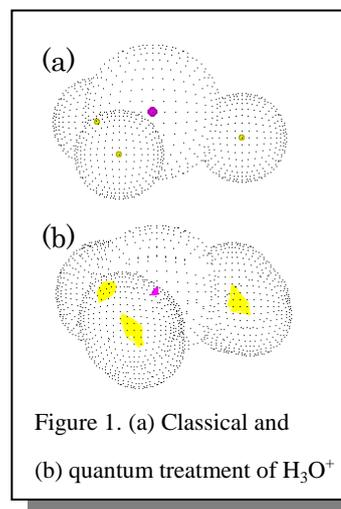 (a)
(b)
Figure 1. (a) Classical and
(b) quantum treatment of H₃O⁺